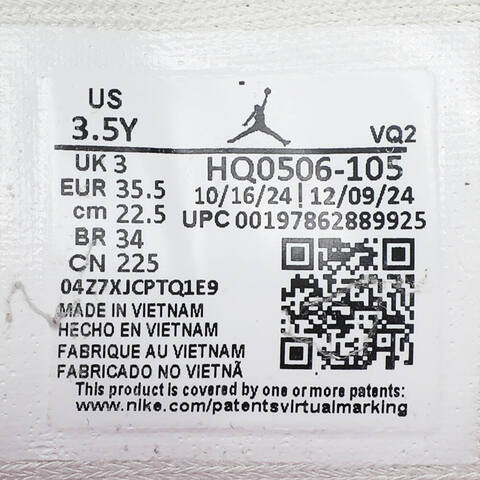 US
3.5Y
VQ2
UK 3
HQ0506-105
EUR 35.5
10/16/24 | 12/09/24
cm 22.5
UPC 00197862889925
BR 34
CN 225
04Z7XJCPTQ1E9
MADE IN VIETNAM
HECHO EN VIETNAM
FABRIQUE AU VIETNAM
FABRICADO NO VIETNÃ
This product is covered by one or more patents:
www.nike.com/patentsvirtualmarking